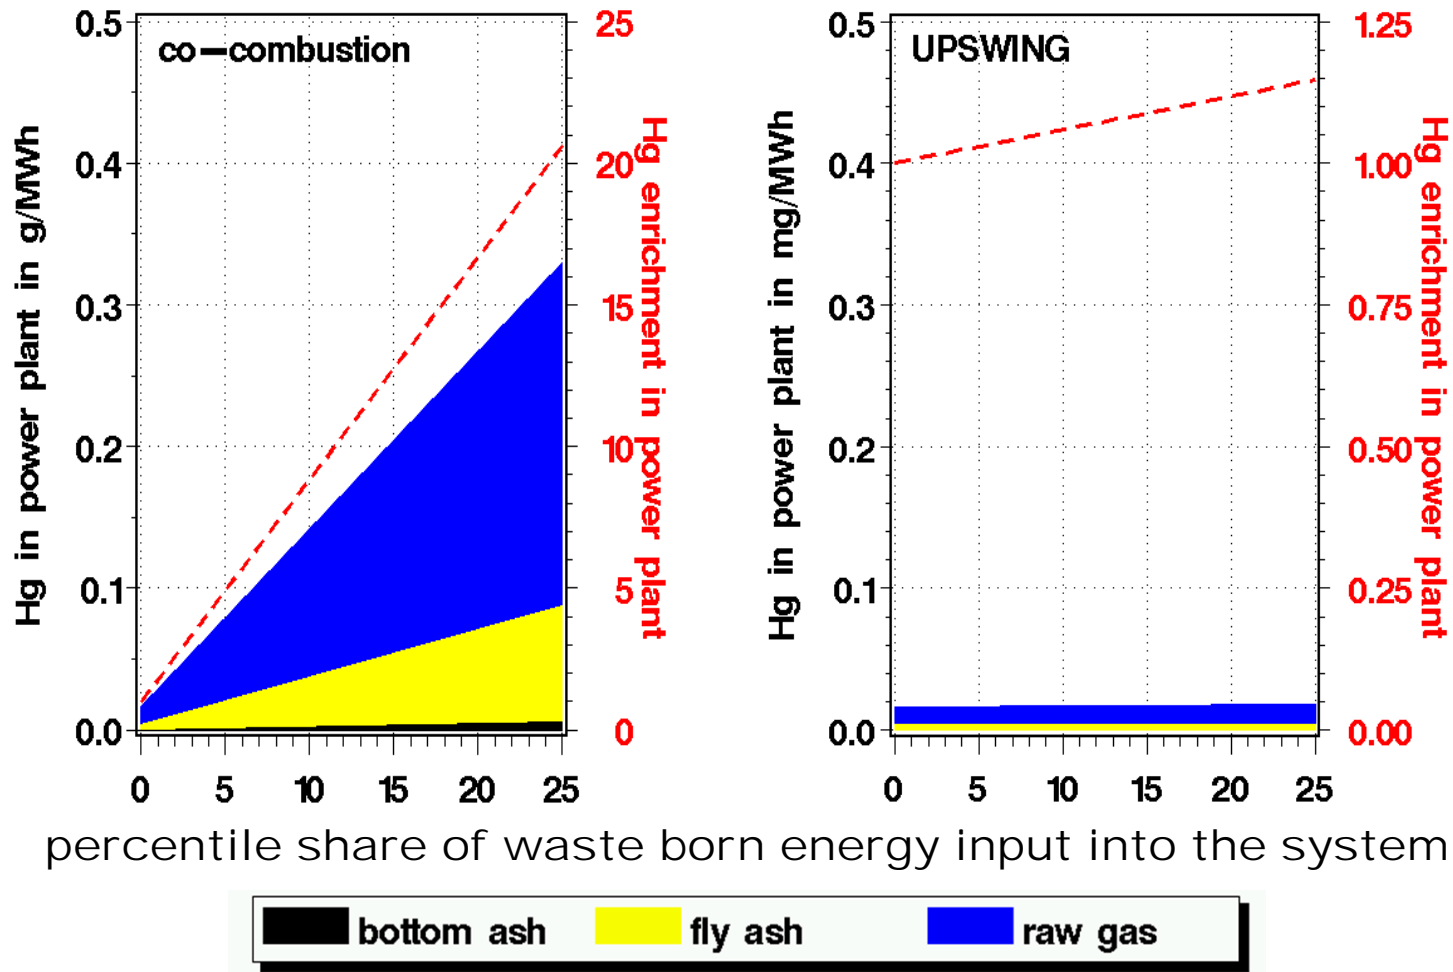 co-combustion
Hg in power plant in g/MWh
0.5
0.4
0.3
0.2
0.1
0.0
25
20
15
10
5
0
Hg enrichment in power plant
0 5 10 15 20 25
UPSWING
Hg in power plant in mg/MWh
0.5
0.4
0.3
0.2
0.1
0.0
1.25
1.00
0.75
0.50
0.25
0.00
Hg enrichment in power plant
0 5 10 15 20 25
percentile share of waste born energy input into the system
bottom ash fly ash raw gas